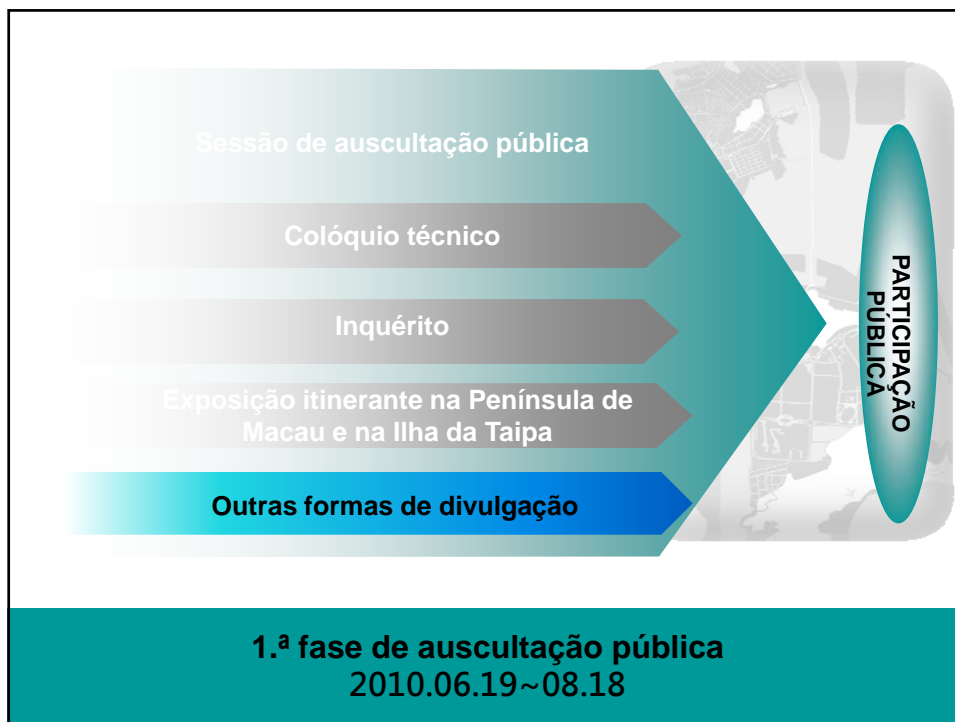 Sessão de auscultação pública
Colóquio técnico
Inquérito
Exposição itinerante na Península de
Macau e na Ilha da Taipa
Outras formas de divulgação
PARTICIPAÇÃO
PÚBLICA
1.ª fase de auscultação pública
2010.06.19~08.18